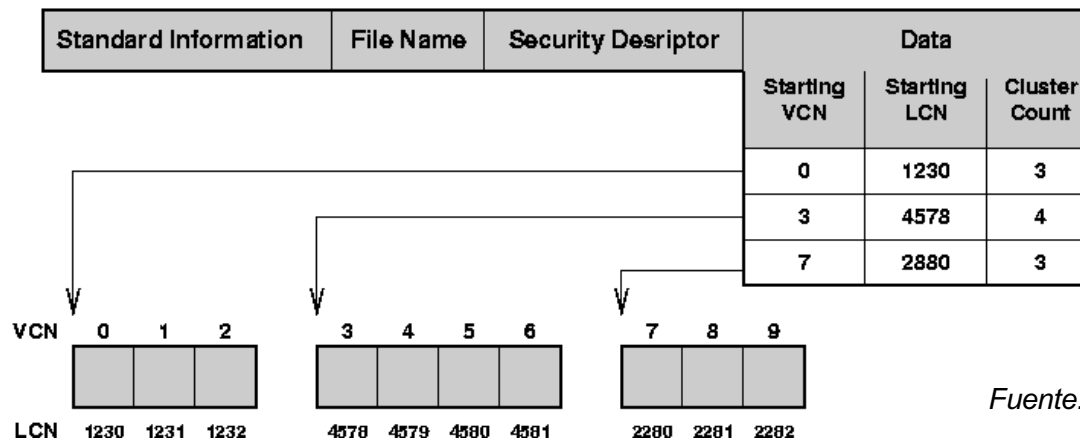 Standard Information File Name Security Desriptor Data
Starting VCN Starting LCN Cluster Count
0 1230 3
3 4578 4
7 2880 3
VCN 0 1 2 3 4 5 6 7 8 9
LCN 1230 1231 1232 4578 4579 4580 4581 2280 2281 2282
Fuente: